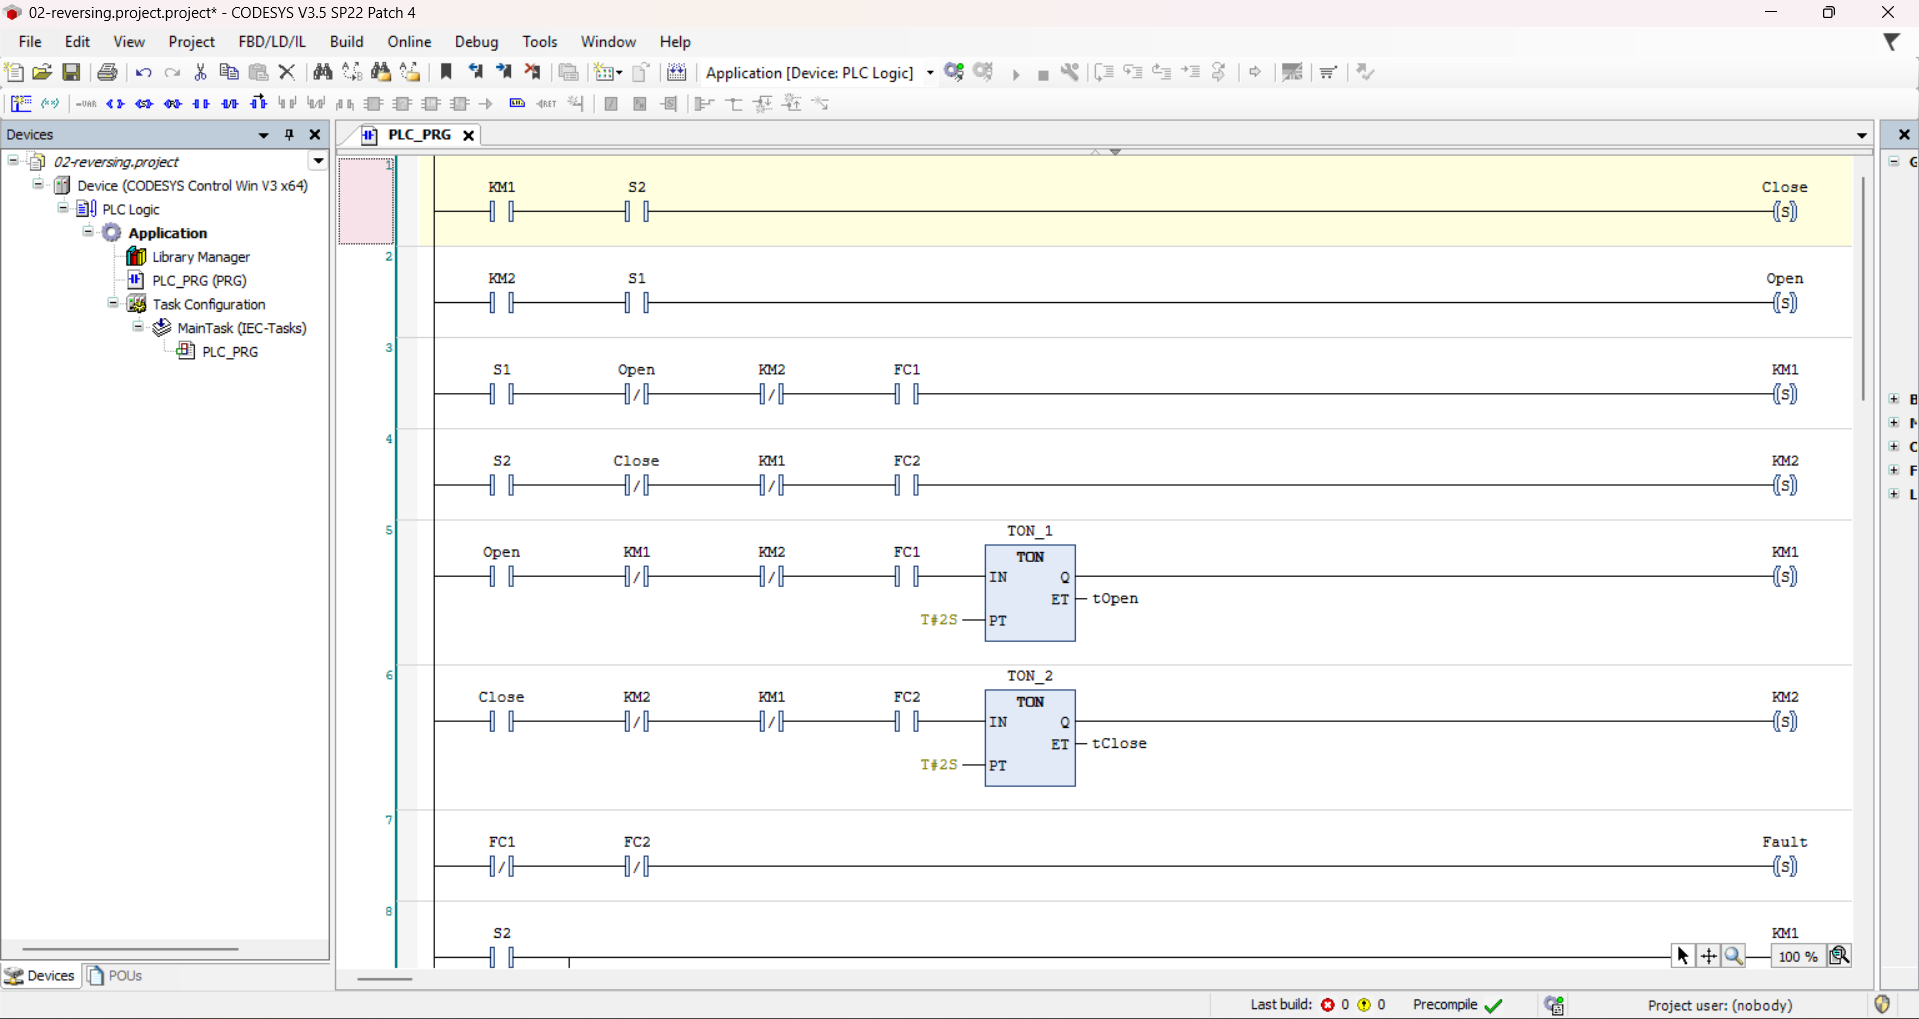 02-reversing.project.project* - CODESYS V3.5 SP22 Patch 4
File Edit View Project FBD/LD/IL Build Online Debug Tools Window Help
Application [Device: PLC Logic]
Devices
02-reversing.project
Device (CODESYS Control Win V3 x64)
PLC Logic
Application
Library Manager
PLC_PRG (PRG)
Task Configuration
MainTask (IEC-Tasks)
PLC_PRG
Devices POUs
PLC_PRG
1
KM1 S2 Close
S
2
KM2 S1 Open
S
3
S1 Open KM2 FC1 KM1
S
4
S2 Close KM1 FC2 KM2
S
5
TON_1
Open KM1 KM2 FC1 TON KM1
IN Q S
ET tOpen
T#2S PT
6
TON_2
Close KM2 KM1 FC2 TON KM2
IN Q S
ET tClose
T#2S PT
7
FC1 FC2 Fault
S
8
S2 KM1
100 %
Last build: 0 0 Precompile Project user: (nobody)